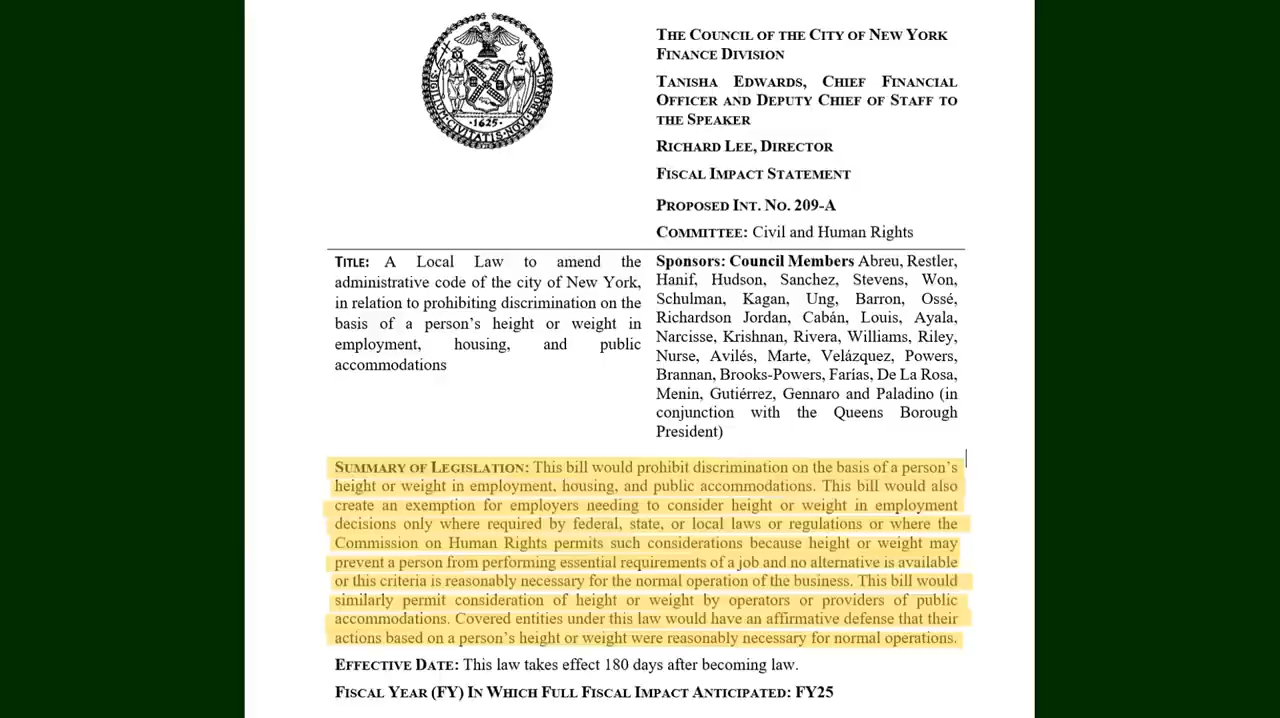 THE COUNCIL OF THE CITY OF NEW YORK
FINANCE DIVISION
TANISHA EDWARDS, CHIEF FINANCIAL
OFFICER AND DEPUTY CHIEF OF STAFF TO
THE SPEAKER
RICHARD LEE, DIRECTOR
FISCAL IMPACT STATEMENT
PROPOSED INT. NO. 209-A
COMMITTEE: Civil and Human Rights
SIGILLUM CIVITATIS NOVI EBORACI
1625
TITLE: A Local Law to amend the
administrative code of the city of New York,
in relation to prohibiting discrimination on the
basis of a person's height or weight in
employment, housing, and public
accommodations
Sponsors: Council Members Abreu, Restler,
Hanif, Hudson, Sanchez, Stevens, Won,
Schulman, Kagan, Ung, Barron, Ossé,
Richardson Jordan, Cabán, Louis, Ayala,
Narcisse, Krishnan, Rivera, Williams, Riley,
Nurse, Avilés, Marte, Velázquez, Powers,
Brannan, Brooks-Powers, Farías, De La Rosa,
Menin, Gutiérrez, Gennaro and Paladino (in
conjunction with the Queens Borough
President)
SUMMARY OF LEGISLATION: This bill would prohibit discrimination on the basis of a person's
height or weight in employment, housing, and public accommodations. This bill would also
create an exemption for employers needing to consider height or weight in employment
decisions only where required by federal, state, or local laws or regulations or where the
Commission on Human Rights permits such considerations because height or weight may
prevent a person from performing essential requirements of a job and no alternative is available
or this criteria is reasonably necessary for the normal operation of the business. This bill would
similarly permit consideration of height or weight by operators or providers of public
accommodations. Covered entities under this law would have an affirmative defense that their
actions based on a person's height or weight were reasonably necessary for normal operations.
EFFECTIVE DATE: This law takes effect 180 days after becoming law.
FISCAL YEAR (FY) IN WHICH FULL FISCAL IMPACT ANTICIPATED: FY25